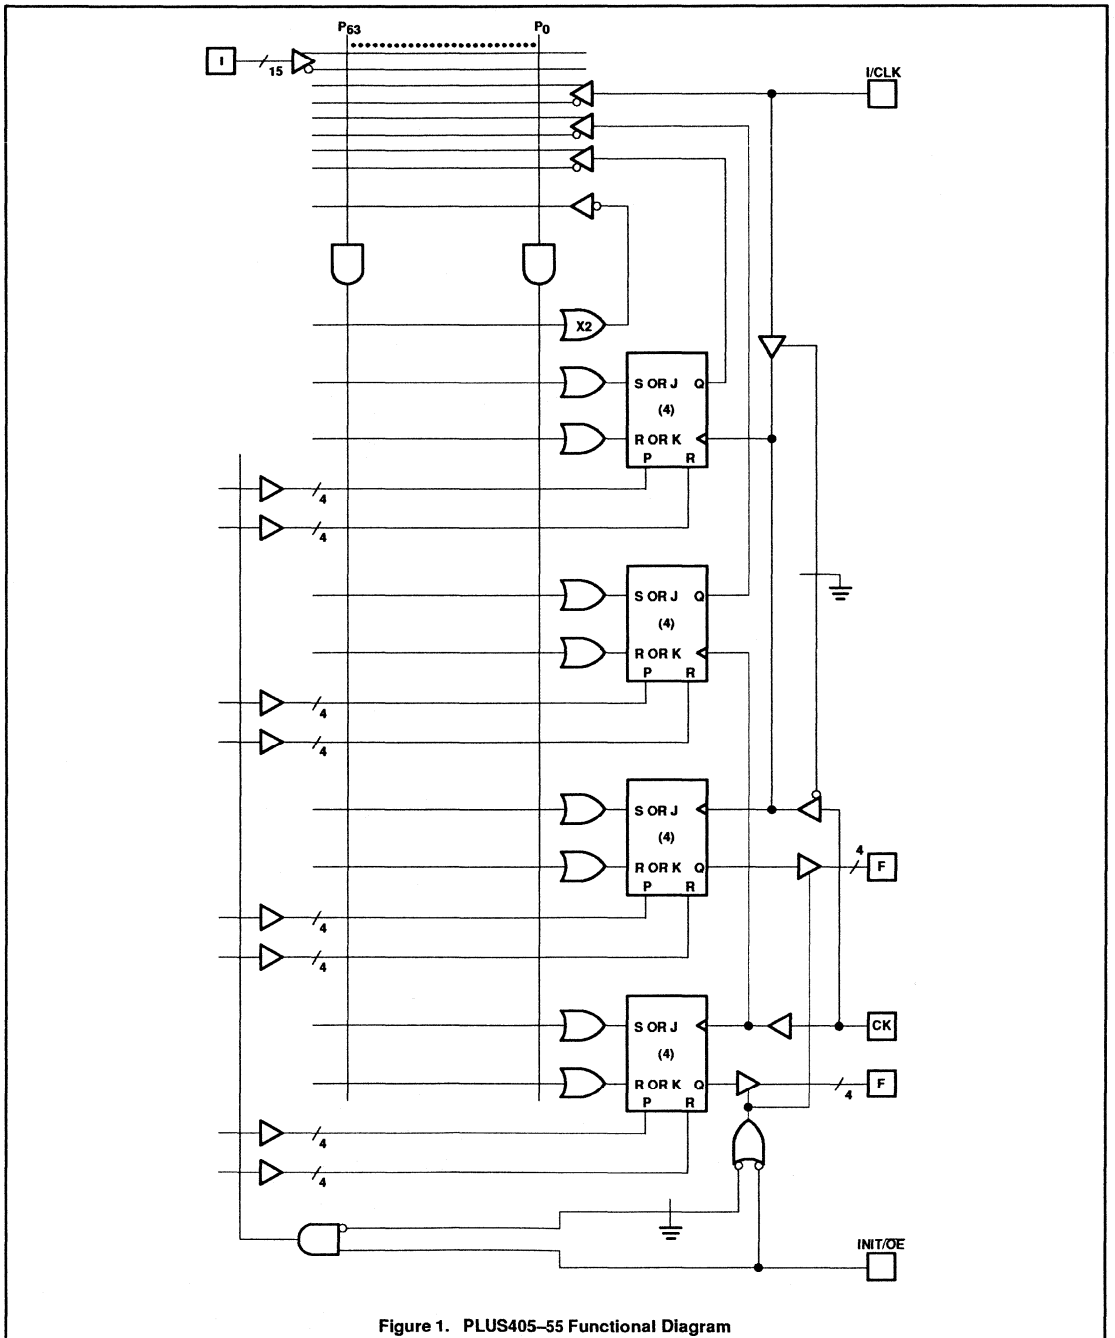 P63 P0
I 15
I/CLK
X2
S OR J Q
(4)
R OR K
P R
4
4
S OR J Q
(4)
R OR K
P R
4
4
S OR J
(4)
4
R OR K Q F
P R
4
4
S OR J CK
(4)
R OR K Q 4 F
P R
4
4
INIT/OE
Figure 1. PLUS405–55 Functional Diagram